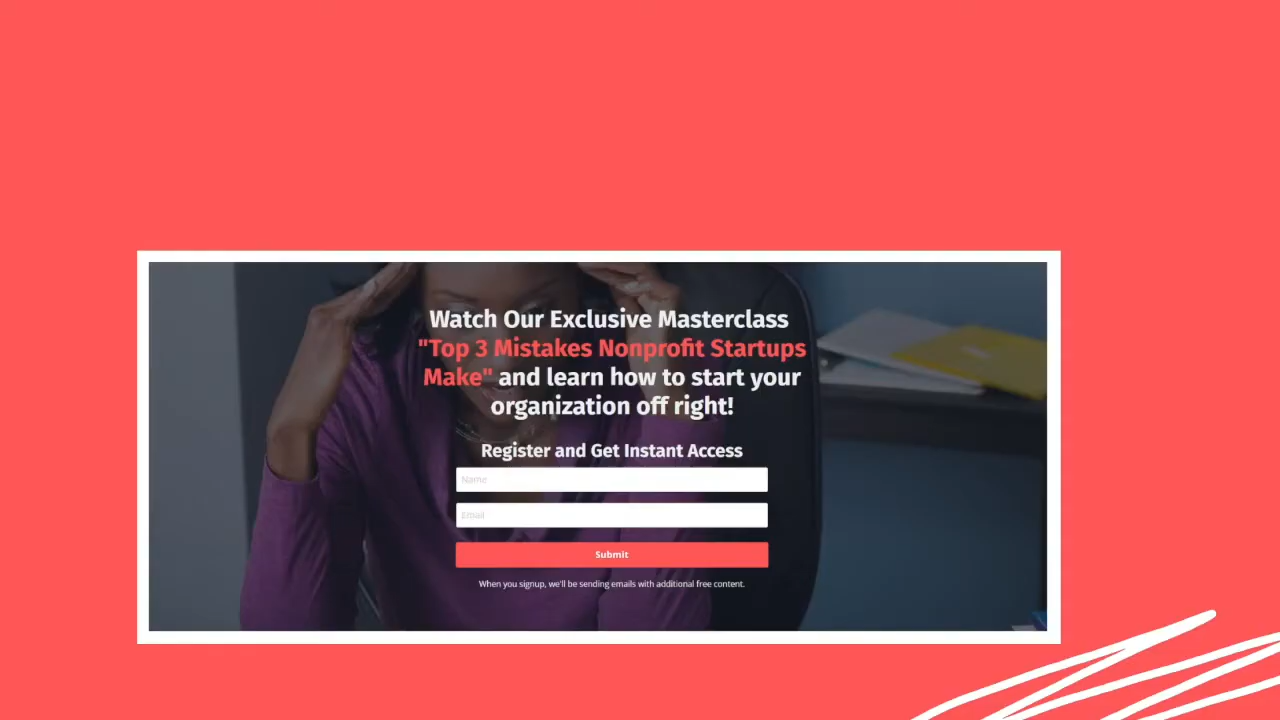 Watch Our Exclusive Masterclass
"Top 3 Mistakes Nonprofit Startups
Make" and learn how to start your
organization off right!
Register and Get Instant Access
Name
Email
Submit
When you signup, we'll be sending emails with additional free content.